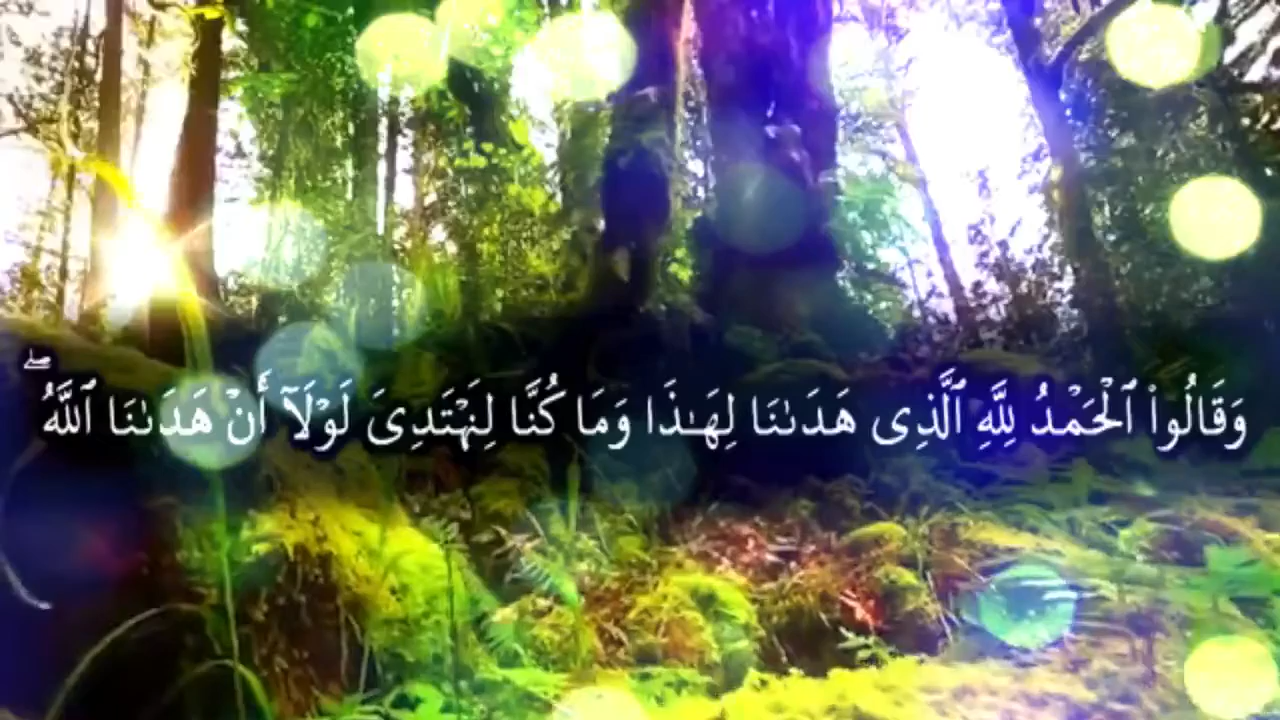 وَقَالُوا۟ ٱلْحَمْدُ لِلَّهِ ٱلَّذِى هَدَىٰنَا لِهَـٰذَا وَمَا كُنَّا لِنَهْتَدِىَ لَوْلَآ أَنْ هَدَىٰنَا ٱللَّهُ ۖ